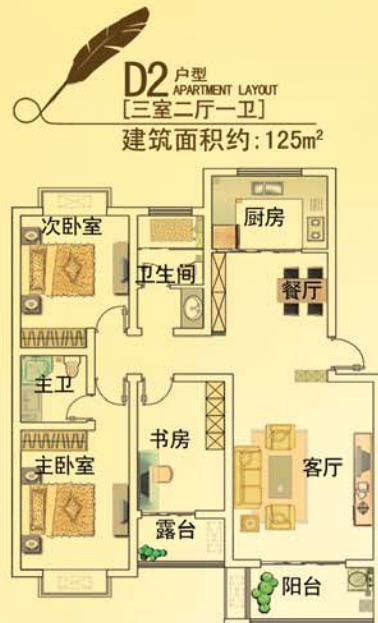 D2 户型
APARTMENT LAYOUT
[三室二厅一卫]
建筑面积约:125m²
次卧室
厨房
卫生间
餐厅
主卫
书房
主卧室
客厅
露台
阳台